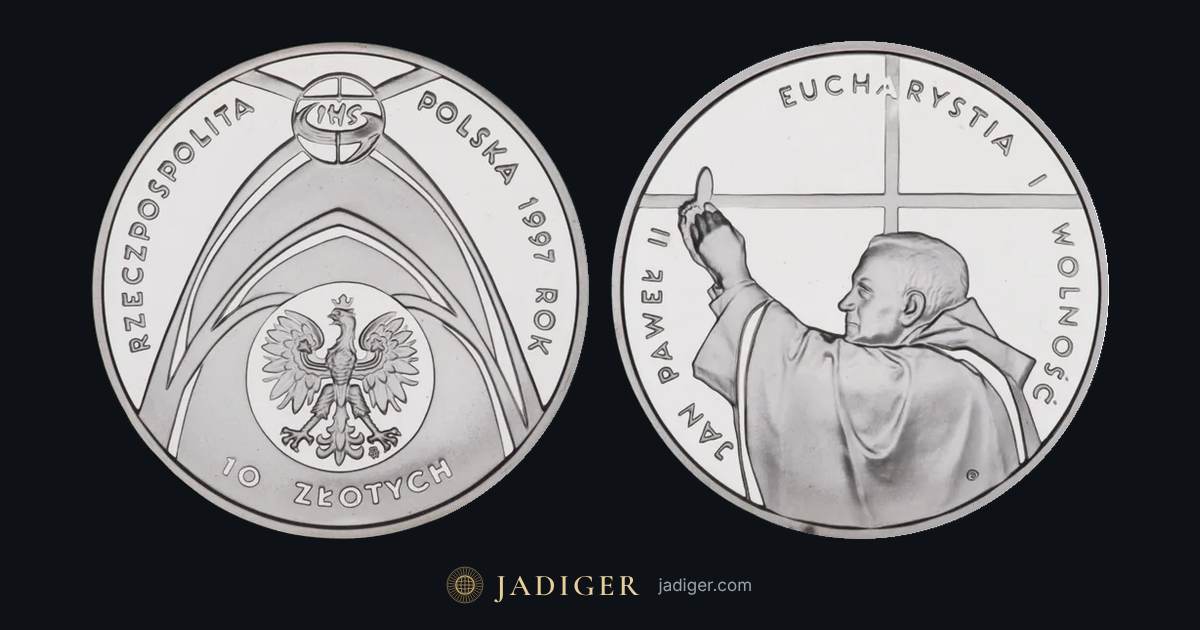 RZECZPOSPOLITA POLSKA 1997 ROK
IHS
10 ZŁOTYCH
JAN PAWEŁ II
EUCHARYSTIA I WOLNOŚĆ
JADIGER jadiger.com